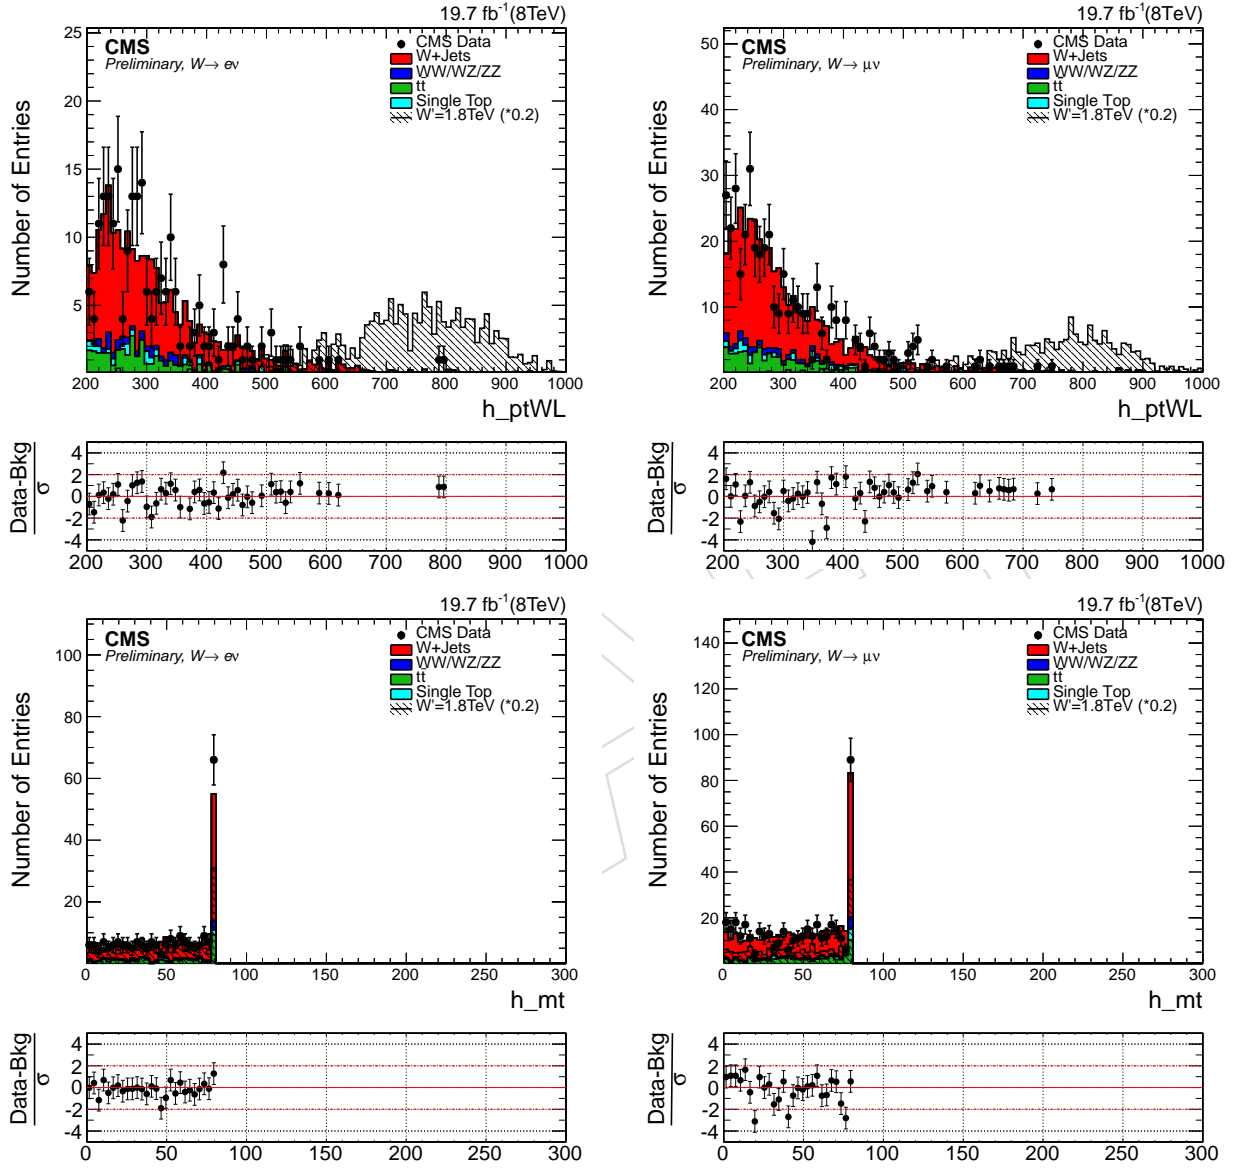 19.7 fb⁻¹(8TeV)
25
20
15
10
5
Number of Entries
CMS
Preliminary, W→ eν
CMS Data
W+Jets
WW/WZ/ZZ
tt̄
Single Top
W'=1.8TeV (*0.2)
200 300 400 500 600 700 800 900 1000
h_ptWL
Data-Bkg
σ
4
2
0
-2
-4
200 300 400 500 600 700 800 900 1000
19.7 fb⁻¹(8TeV)
50
40
30
20
10
Number of Entries
CMS
Preliminary, W→ μν
CMS Data
W+Jets
WW/WZ/ZZ
tt̄
Single Top
W'=1.8TeV (*0.2)
200 300 400 500 600 700 800 900 1000
h_ptWL
Data-Bkg
σ
4
2
0
-2
-4
200 300 400 500 600 700 800 900 1000
19.7 fb⁻¹(8TeV)
100
80
60
40
20
Number of Entries
CMS
Preliminary, W→ eν
CMS Data
W+Jets
WW/WZ/ZZ
tt̄
Single Top
W'=1.8TeV (*0.2)
0 50 100 150 200 250 300
h_mt
Data-Bkg
σ
4
2
0
-2
-4
0 50 100 150 200 250 300
19.7 fb⁻¹(8TeV)
140
120
100
80
60
40
20
Number of Entries
CMS
Preliminary, W→ μν
CMS Data
W+Jets
WW/WZ/ZZ
tt̄
Single Top
W'=1.8TeV (*0.2)
0 50 100 150 200 250 300
h_mt
Data-Bkg
σ
4
2
0
-2
-4
0 50 100 150 200 250 300